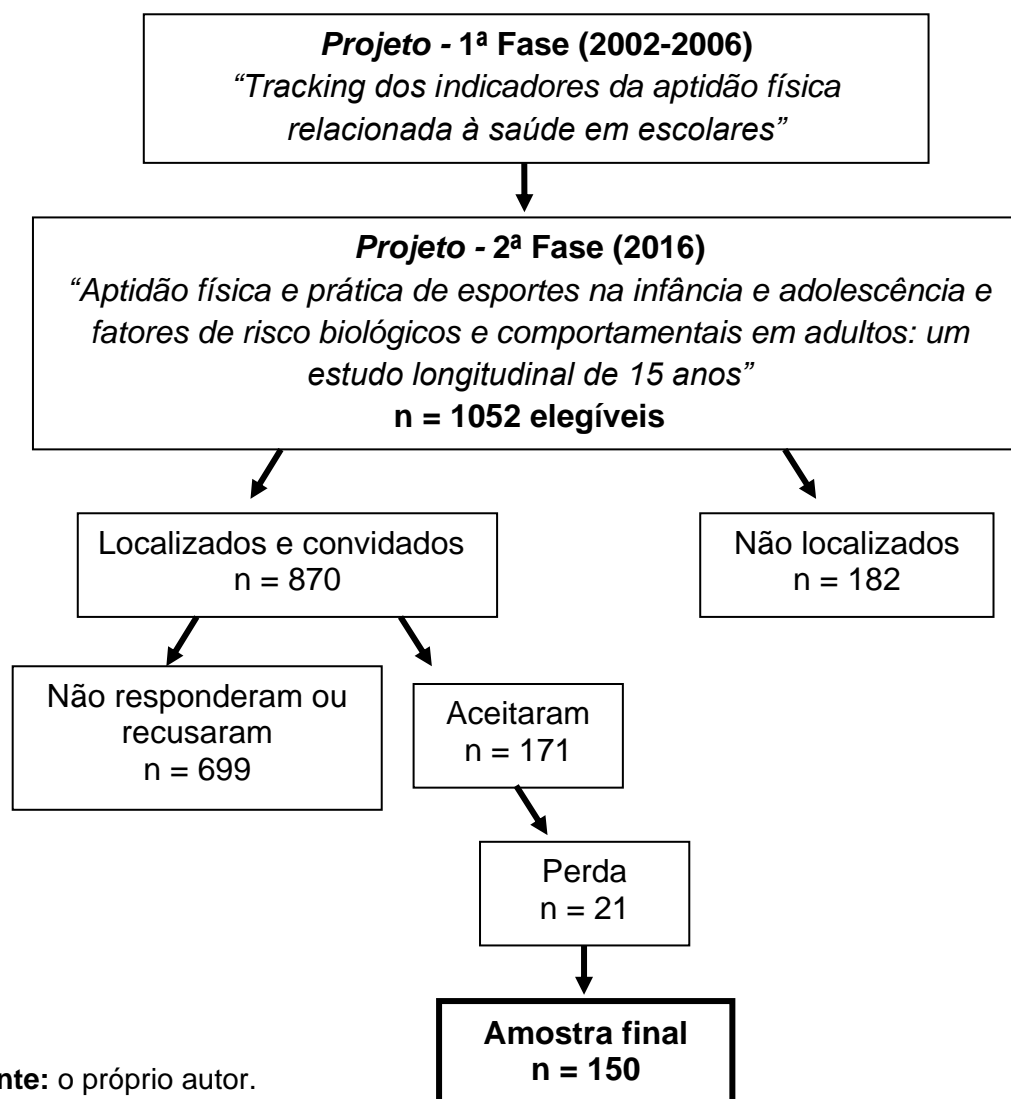 Projeto - 1ª Fase (2002-2006)
“Tracking dos indicadores da aptidão física
relacionada à saúde em escolares”
Projeto - 2ª Fase (2016)
“Aptidão física e prática de esportes na infância e adolescência e
fatores de risco biológicos e comportamentais em adultos: um
estudo longitudinal de 15 anos”
n = 1052 elegíveis
Localizados e convidados
n = 870
Não localizados
n = 182
Não responderam ou
recusaram
n = 699
Aceitaram
n = 171
Perda
n = 21
Amostra final
n = 150
nte: o próprio autor.